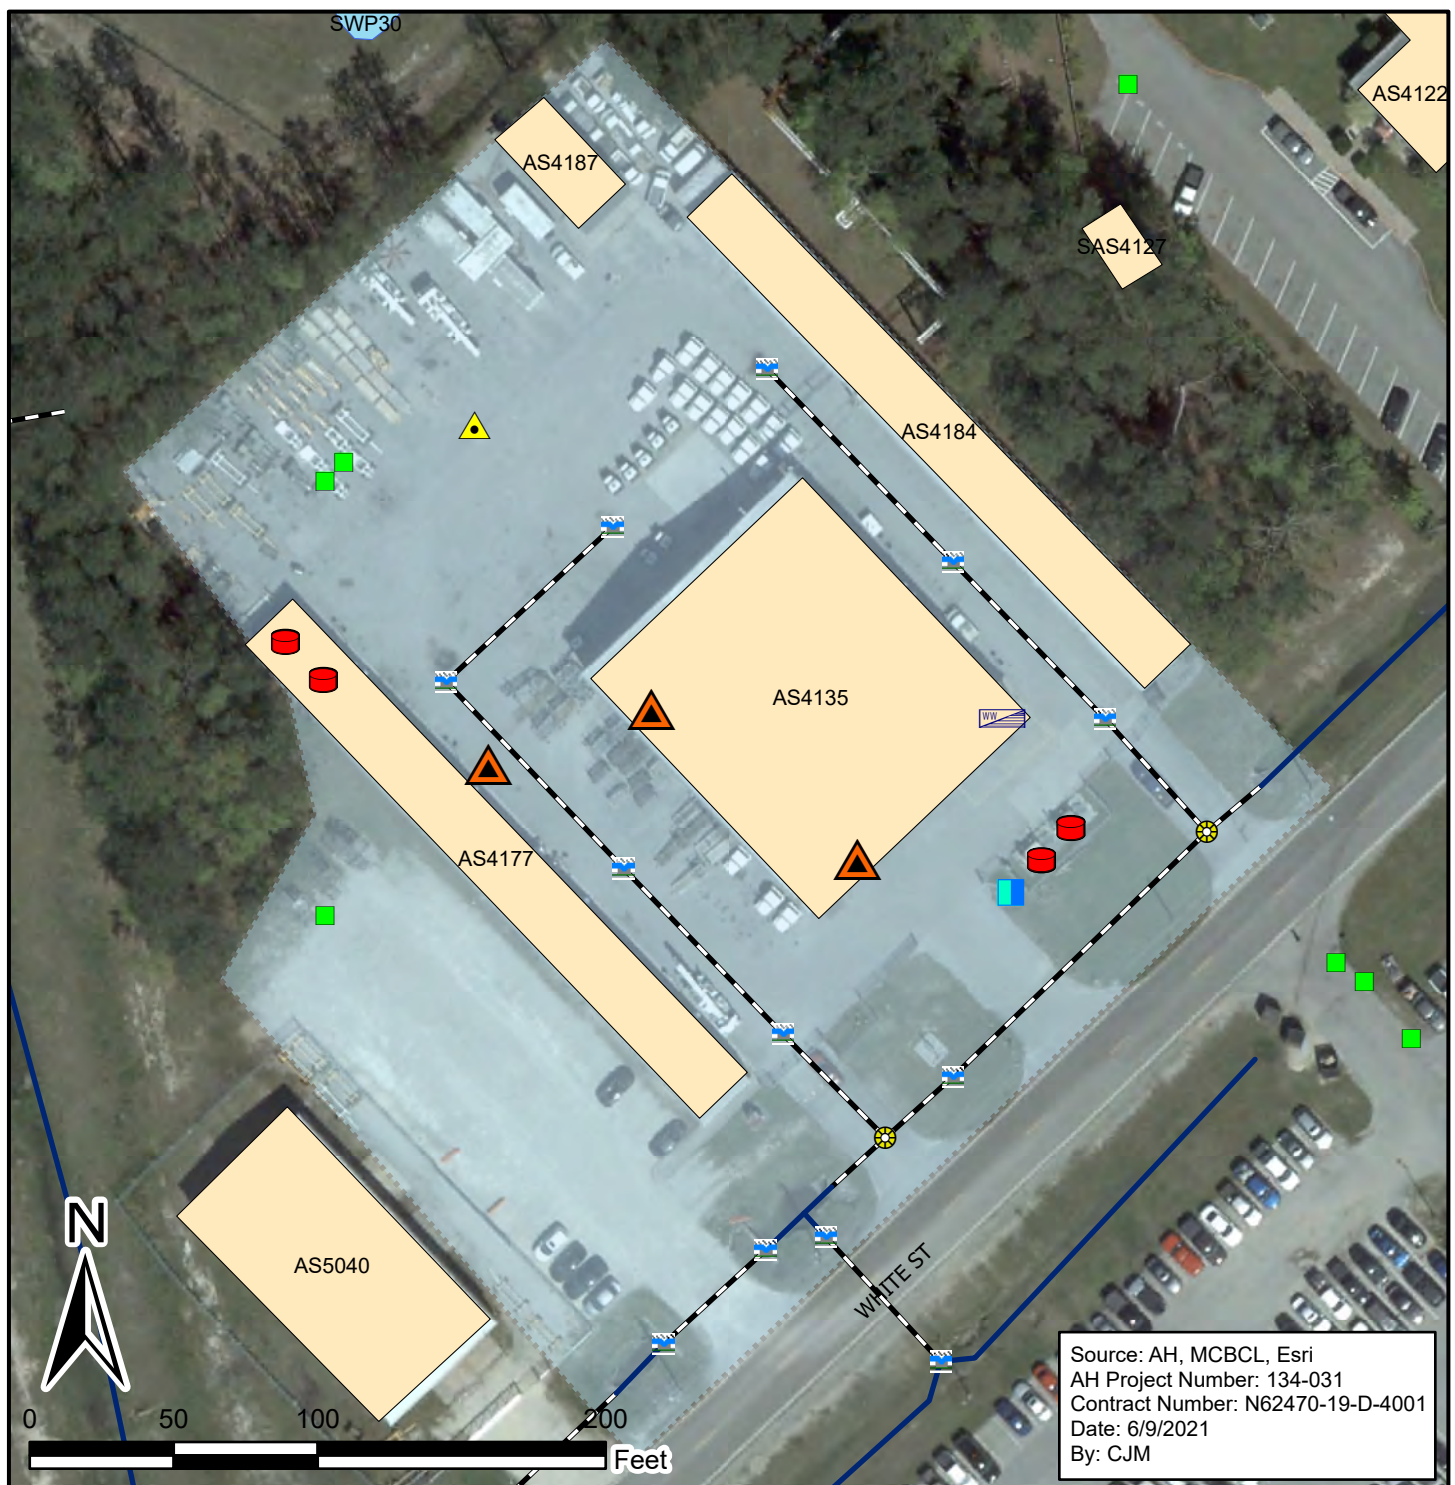 SWP30
AS4122
AS4187
SAS4127
AS4184
AS4135
WW
AS4177
AS5040
WHITE ST
N
0 50 100 200
Feet
Source: AH, MCBCL, Esri
AH Project Number: 134-031
Contract Number: N62470-19-D-4001
Date: 6/9/2021
By: CJM